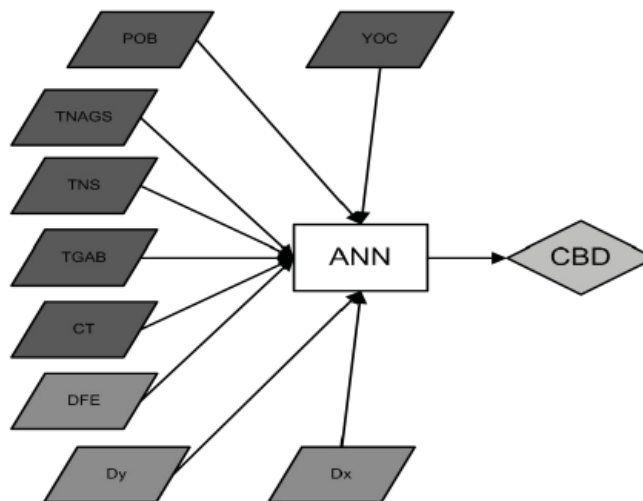 POB
YOC
TNAGS
TNS
TGAB
ANN
CBD
CT
DFE
Dy
Dx